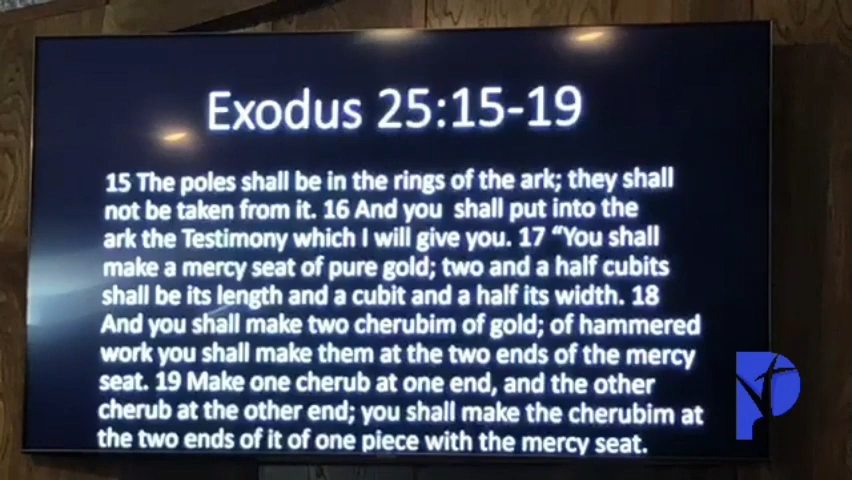 Exodus 25:15-19
15 The poles shall be in the rings of the ark; they shall
not be taken from it. 16 And you shall put into the
ark the Testimony which I will give you. 17 “You shall
make a mercy seat of pure gold; two and a half cubits
shall be its length and a cubit and a half its width. 18
And you shall make two cherubim of gold; of hammered
work you shall make them at the two ends of the mercy
seat. 19 Make one cherub at one end, and the other
cherub at the other end; you shall make the cherubim at
the two ends of it of one piece with the mercy seat.